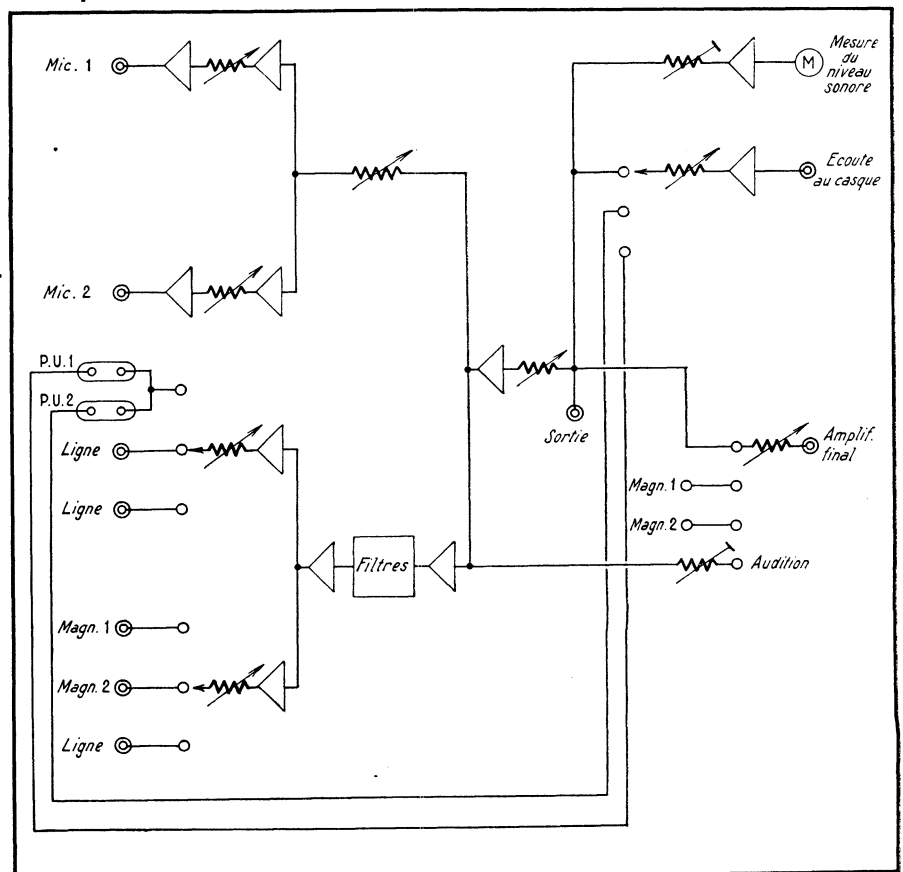 Mic. 1
Mesure
du
niveau
sonore
M
Ecoute
au casque
Mic. 2
P.U.1
P.U.2
Ligne
Sortie
Amplif.
final
Magn.1
Ligne
Magn.2
Filtres
Audition
Magn. 1
Magn. 2
Ligne